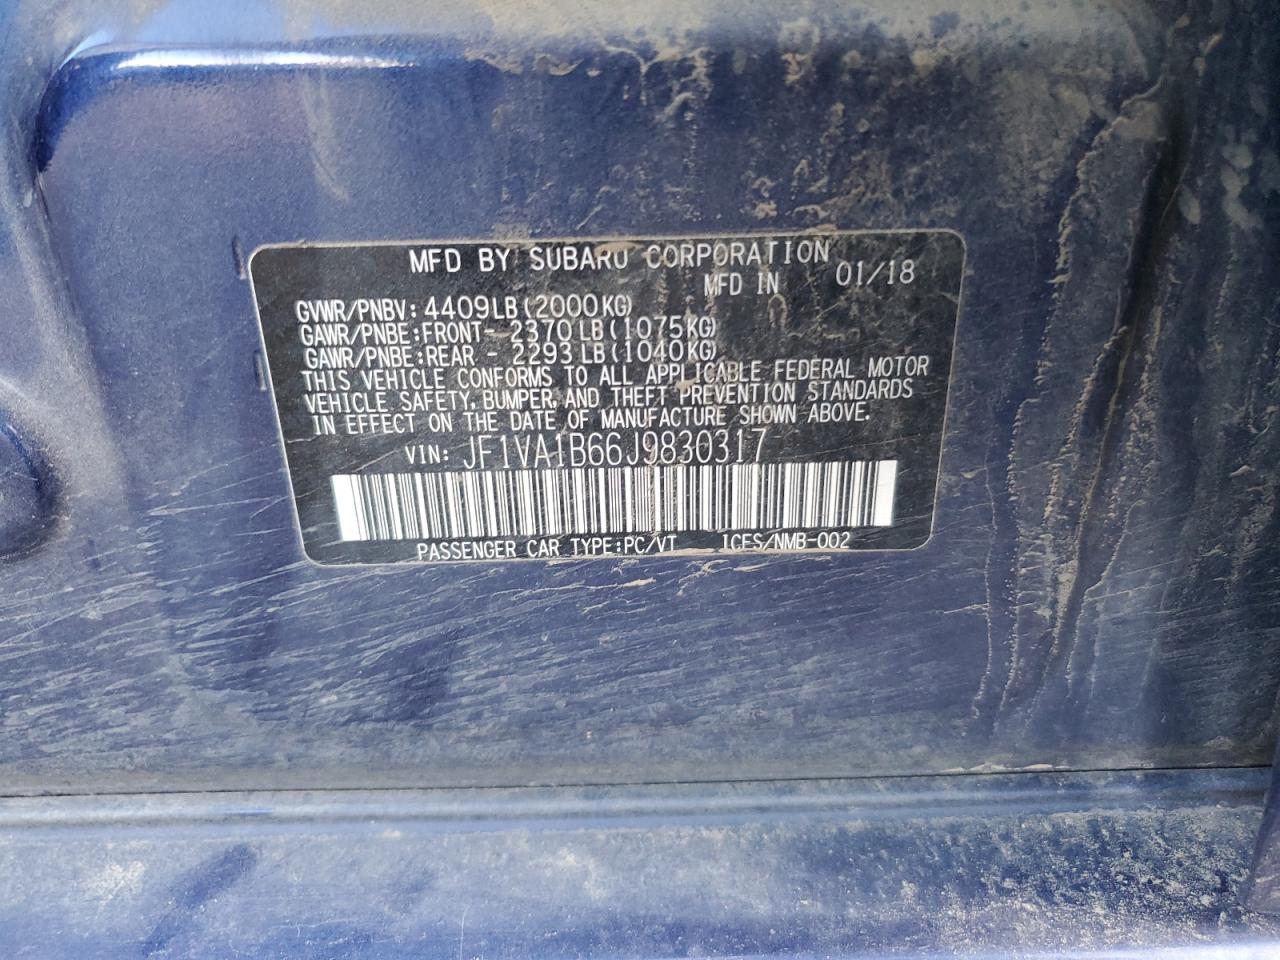 MFD BY SUBARU CORPORATION
MFD IN 01/18
GVWR/PNBV: 4409LB(2000KG)
GAWR/PNBE:FRONT- 2370LB(1075KG)
GAWR/PNBE:REAR - 2293LB(1040KG)
THIS VEHICLE CONFORMS TO ALL APPLICABLE FEDERAL MOTOR
VEHICLE SAFETY, BUMPER, AND THEFT PREVENTION STANDARDS
IN EFFECT ON THE DATE OF MANUFACTURE SHOWN ABOVE.
VIN: JF1VA1B66J9830317
PASSENGER CAR TYPE:PC/VT ICES/NMB-002